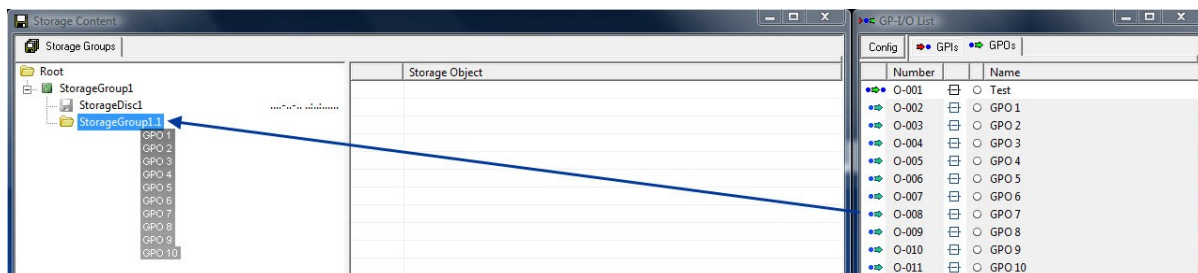 Storage Content
Storage Groups
Root
StorageGroup1
StorageDisc1
StorageGroup1.1
GPO 1
GPO 2
GPO 3
GPO 4
GPO 5
GPO 6
GPO 7
GPO 8
GPO 9
GPO 10
Storage Object
GP-I/O List
Config GPIs GPOs
Number Name
O-001 Test
O-002 GPO 1
O-003 GPO 2
O-004 GPO 3
O-005 GPO 4
O-006 GPO 5
O-007 GPO 6
O-008 GPO 7
O-009 GPO 8
O-010 GPO 9
O-011 GPO 10